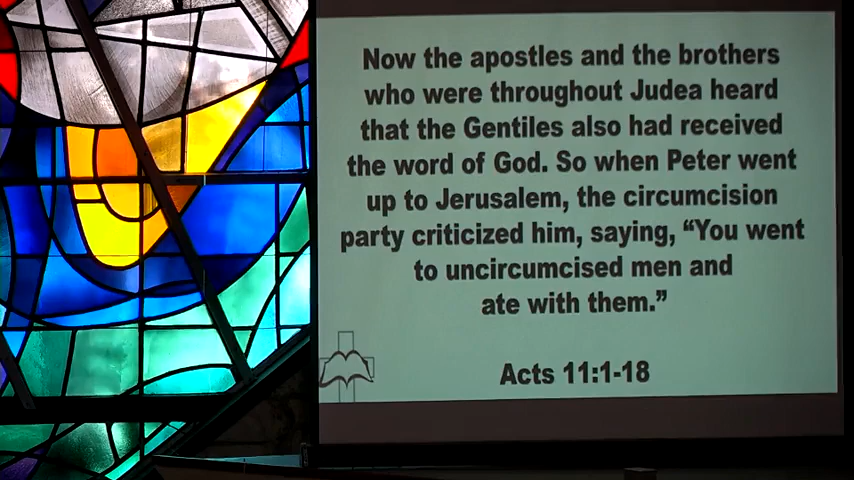 Now the apostles and the brothers
who were throughout Judea heard
that the Gentiles also had received
the word of God. So when Peter went
up to Jerusalem, the circumcision
party criticized him, saying, “You went
to uncircumcised men and
ate with them.”
Acts 11:1-18